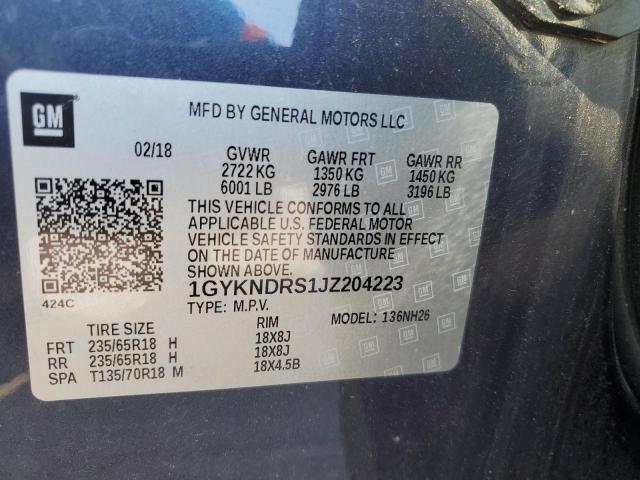 GM
MFD BY GENERAL MOTORS LLC
02/18 GVWR GAWR FRT GAWR RR
2722 KG 1350 KG 1450 KG
6001 LB 2976 LB 3196 LB
THIS VEHICLE CONFORMS TO ALL
APPLICABLE U.S. FEDERAL MOTOR
VEHICLE SAFETY STANDARDS IN EFFECT
ON THE DATE OF MANUFACTURE
SHOWN ABOVE.
424C
1GYKNDRS1JZ204223
TYPE: M.P.V. MODEL: 136NH26
TIRE SIZE RIM
FRT 235/65R18 H 18X8J
RR 235/65R18 H 18X8J
SPA T135/70R18 M 18X4.5B